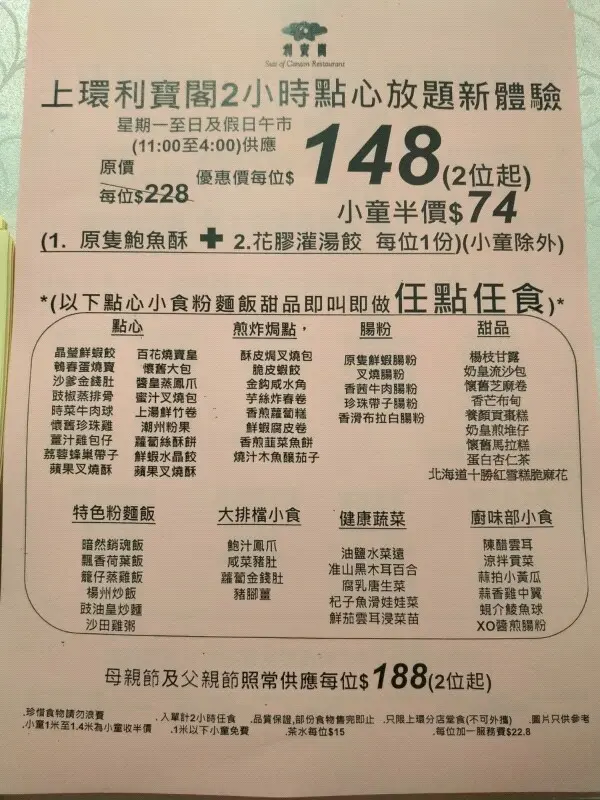 利寳閣
Star of Canton Restaurant
上環利寶閣2小時點心放題新體驗
星期一至日及假日午市
(11:00至4:00)供應
原價
每位$228
優惠價每位$ 148(2位起)
小童半價$74
(1. 原隻鮑魚酥 ✚ 2.花膠灌湯餃 每位1份)(小童除外)
*(以下點心小食粉麵飯甜品即叫即做 任點任食)*
點心
晶瑩鮮蝦餃 百花燒賣皇
鵪春蛋燒賣 懷舊大包
沙爹金錢肚 醬皇蒸鳳爪
豉椒蒸排骨 蜜汁叉燒包
時菜牛肉球 上湯鮮竹卷
懷舊珍珠雞 潮州粉果
薑汁雞包仔 蘿蔔絲酥餅
荔蓉蜂巢帶子 鮮蝦水晶餃
蘋果叉燒酥 蘋果叉燒酥
煎炸焗點，
酥皮焗叉燒包
脆皮蝦餃
金鈎咸水角
芋絲炸春卷
香煎蘿蔔糕
鮮蝦腐皮卷
香煎韮菜魚餅
燒汁木魚釀茄子
腸粉
原隻鮮蝦腸粉
叉燒腸粉
香茜牛肉腸粉
珍珠帶子腸粉
香滑布拉白腸粉
甜品
楊枝甘露
奶皇流沙包
懷舊芝麻卷
香芒布甸
養顏貢棗糕
奶皇煎堆仔
懷舊馬拉糕
蛋白杏仁茶
北海道十勝紅雪糕脆麻花
特色粉麵飯
暗然銷魂飯
飄香荷葉飯
籠仔蒸雞飯
楊州炒飯
豉油皇炒麵
沙田雞粥
大排檔小食
鮑汁鳳爪
咸菜豬肚
蘿蔔金錢肚
豬腳薑
健康蔬菜
油鹽水菜遠
准山黑木耳百合
腐乳唐生菜
杞子魚滑娃娃菜
鮮茄雲耳浸菜苗
廚味部小食
陳醋雲耳
涼拌貢菜
蒜拍小黃瓜
蒜香雞中翼
蜆介鯪魚球
XO醬煎腸粉
母親節及父親節照常供應每位$188(2位起)
.珍惜食物請勿浪費 .入單計2小時任食 .品質保證,部份食物售完即止 .只限上環分店堂食(不可外攜) .圖片只供參考
.小童1米至1.4米為小童收半價 .1米以下小童免費 .茶水每位$15 .每位加一服務費$22.8